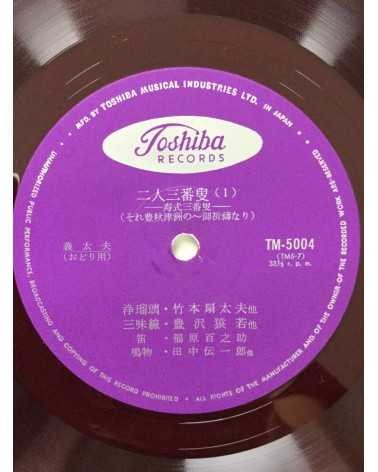 MFD. BY TOSHIBA MUSICAL INDUSTRIES LTD. IN JAPAN
Toshiba
RECORDS
二人三番叟(1)
—寿式三番叟—
(それ豊秋津洲の〜御祈祷なり)
義太夫
(おどり用)
TM-5004
(TM5-7)
33⅓ r. p. m.
浄瑠璃・竹本扇太夫他
三味線・豊沢猿若他
笛・福原百之助
鳴物・田中伝一郎他
UNAUTHORIZED PUBLIC PERFORMANCE, BROADCASTING AND COPYING OF THIS RECORD PROHIBITED • ALL RIGHTS OF THE MANUFACTURER AND OF THE OWNER OF THE RECORDED WORK ARE RESERVED